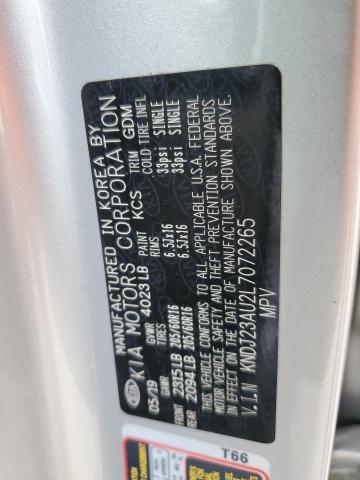 MANUFACTURED IN KOREA BY
KIA KIA MOTORS CORPORATION
05/19 GVWR 4023 LB PAINT KCS TRIM GDM
GAWR TIRES RIMS COLD TIRE INFL
FRONT 2315 LB 205/60R16 6.5Jx16 33psi SINGLE
REAR 2094 LB 205/60R16 6.5Jx16 33psi SINGLE
THIS VEHICLE CONFORMS TO ALL APPLICABLE U.S.A. FEDERAL
MOTOR VEHICLE SAFETY AND THEFT PREVENTION STANDARDS
IN EFFECT ON THE DATE OF MANUFACTURE SHOWN ABOVE.
V.I.N KNDJ23AU2L7072265
MPV
T66